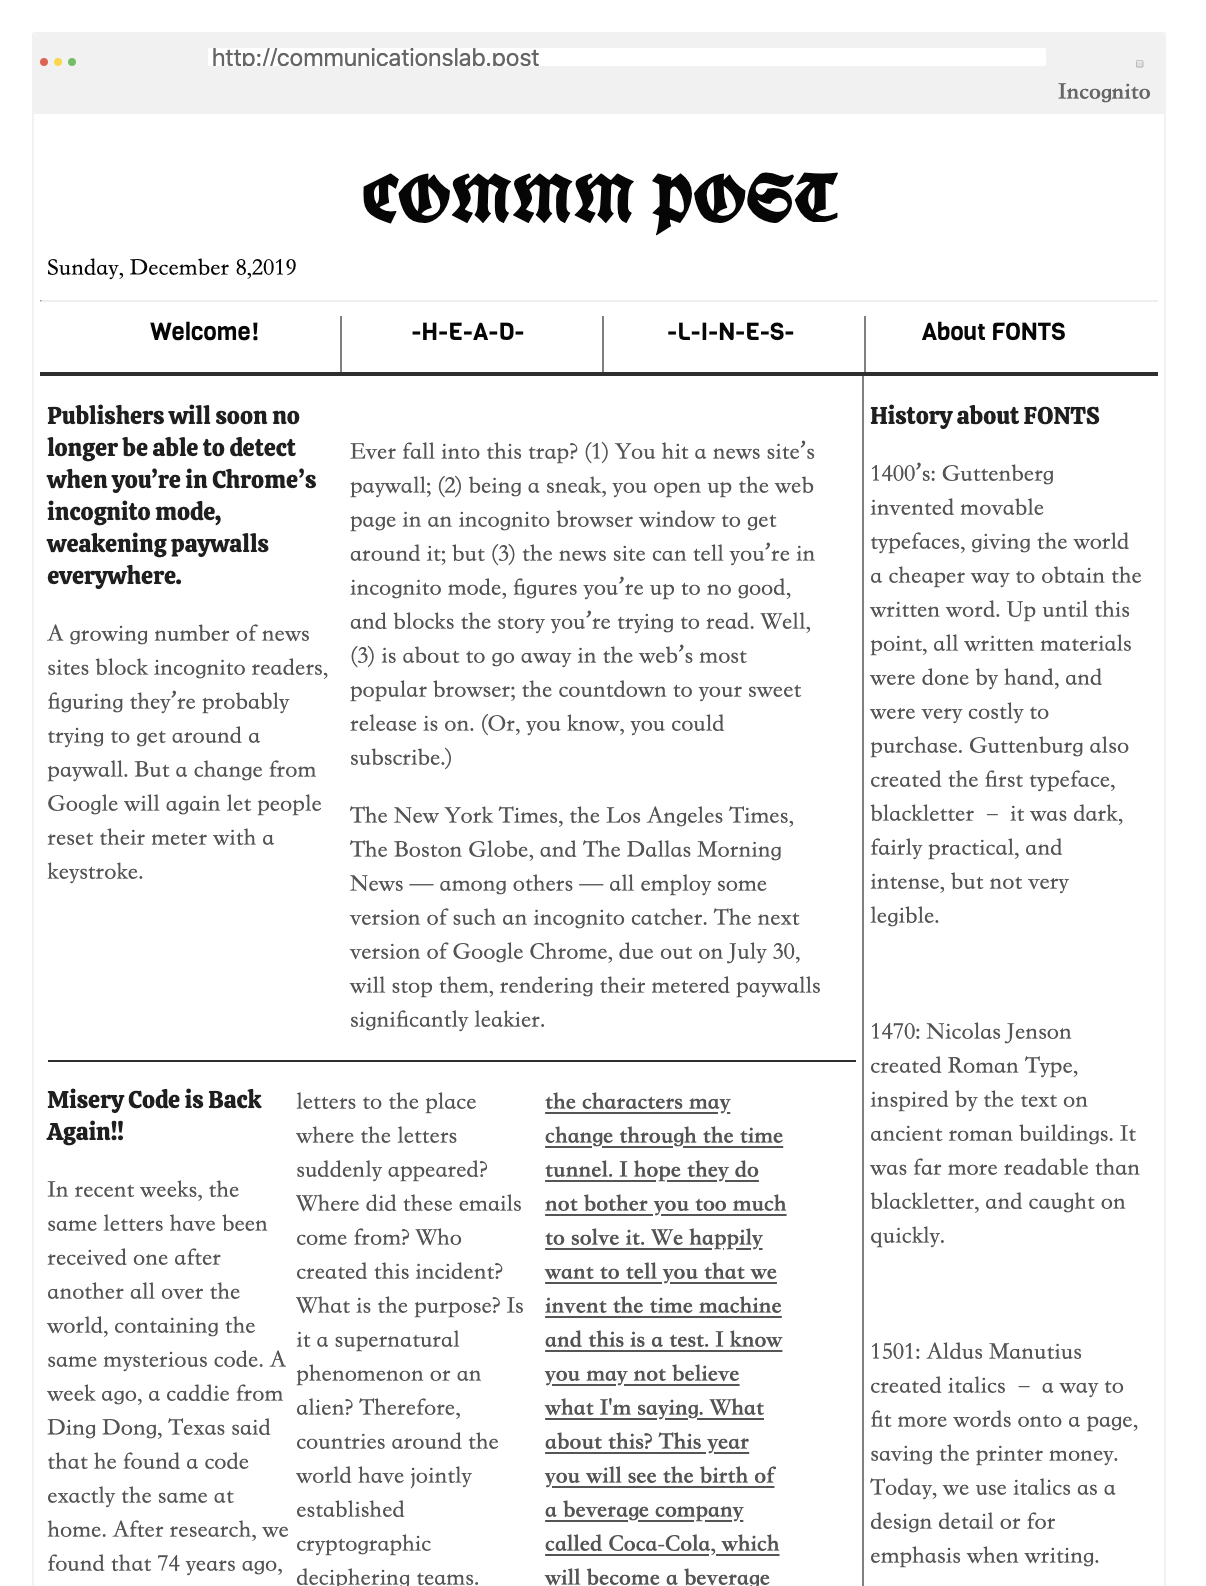 http://communicationslab.post
Incognito
COMMM POST
Sunday, December 8,2019
Welcome!
-H-E-A-D-
-L-I-N-E-S-
About FONTS
Publishers will soon no
longer be able to detect
when you’re in Chrome’s
incognito mode,
weakening paywalls
everywhere.
A growing number of news
sites block incognito readers,
figuring they’re probably
trying to get around a
paywall. But a change from
Google will again let people
reset their meter with a
keystroke.
Ever fall into this trap? (1) You hit a news site’s
paywall; (2) being a sneak, you open up the web
page in an incognito browser window to get
around it; but (3) the news site can tell you’re in
incognito mode, figures you’re up to no good,
and blocks the story you’re trying to read. Well,
(3) is about to go away in the web’s most
popular browser; the countdown to your sweet
release is on. (Or, you know, you could
subscribe.)
The New York Times, the Los Angeles Times,
The Boston Globe, and The Dallas Morning
News — among others — all employ some
version of such an incognito catcher. The next
version of Google Chrome, due out on July 30,
will stop them, rendering their metered paywalls
significantly leakier.
Misery Code is Back
Again!!
In recent weeks, the
same letters have been
received one after
another all over the
world, containing the
same mysterious code. A
week ago, a caddie from
Ding Dong, Texas said
that he found a code
exactly the same at
home. After research, we
found that 74 years ago,
letters to the place
where the letters
suddenly appeared?
Where did these emails
come from? Who
created this incident?
What is the purpose? Is
it a supernatural
phenomenon or an
alien? Therefore,
countries around the
world have jointly
established
cryptographic
deciphering teams.
the characters may
change through the time
tunnel. I hope they do
not bother you too much
to solve it. We happily
want to tell you that we
invent the time machine
and this is a test. I know
you may not believe
what I'm saying. What
about this? This year
you will see the birth of
a beverage company
called Coca-Cola, which
will become a beverage
History about FONTS
1400’s: Guttenberg
invented movable
typefaces, giving the world
a cheaper way to obtain the
written word. Up until this
point, all written materials
were done by hand, and
were very costly to
purchase. Guttenburg also
created the first typeface,
blackletter – it was dark,
fairly practical, and
intense, but not very
legible.
1470: Nicolas Jenson
created Roman Type,
inspired by the text on
ancient roman buildings. It
was far more readable than
blackletter, and caught on
quickly.
1501: Aldus Manutius
created italics – a way to
fit more words onto a page,
saving the printer money.
Today, we use italics as a
design detail or for
emphasis when writing.